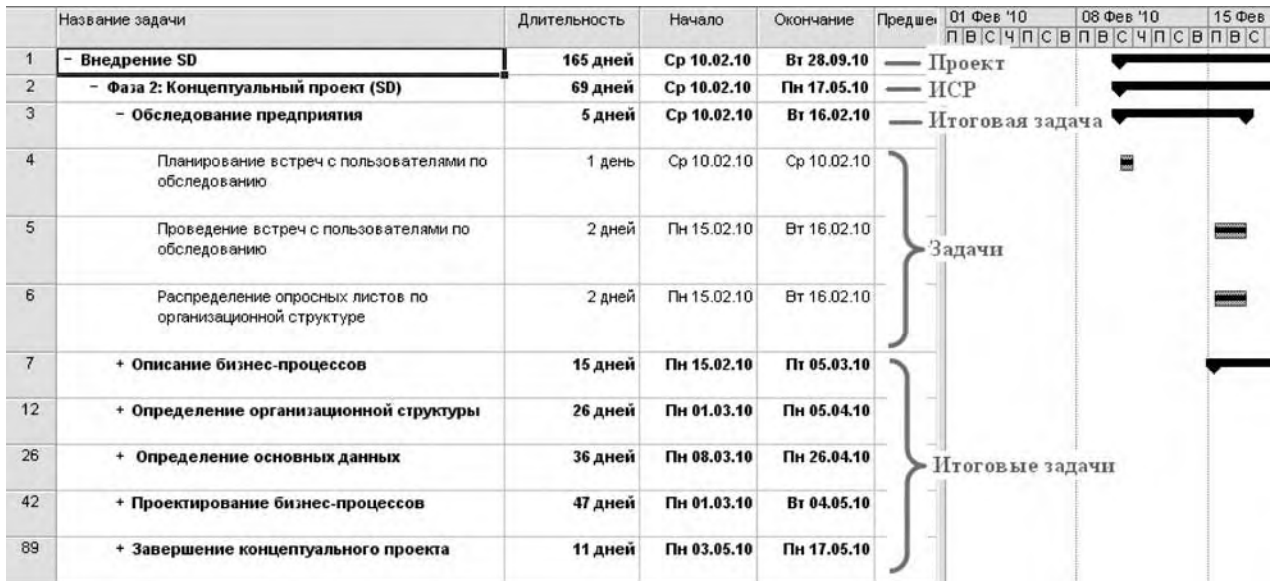 Название задачи Длительность Начало Окончание Предше 01 Фев '10 08 Фев '10 15 Фев
П В С Ч П С В П В С Ч П С В П В С
1 − Внедрение SD 165 дней Ср 10.02.10 Вт 28.09.10 Проект
2 − Фаза 2: Концептуальный проект (SD) 69 дней Ср 10.02.10 Пн 17.05.10 ИСР
3 − Обследование предприятия 5 дней Ср 10.02.10 Вт 16.02.10 Итоговая задача
4 Планирование встреч с пользователями по 1 день Ср 10.02.10 Ср 10.02.10
обследованию
5 Проведение встреч с пользователями по 2 дней Пн 15.02.10 Вт 16.02.10
обследованию
Задачи
6 Распределение опросных листов по 2 дней Пн 15.02.10 Вт 16.02.10
организационной структуре
7 + Описание бизнес-процессов 15 дней Пн 15.02.10 Пт 05.03.10
12 + Определение организационной структуры 26 дней Пн 01.03.10 Пн 05.04.10
26 + Определение основных данных 36 дней Пн 08.03.10 Пн 26.04.10
Итоговые задачи
42 + Проектирование бизнес-процессов 47 дней Пн 01.03.10 Вт 04.05.10
89 + Завершение концептуального проекта 11 дней Пн 03.05.10 Пн 17.05.10